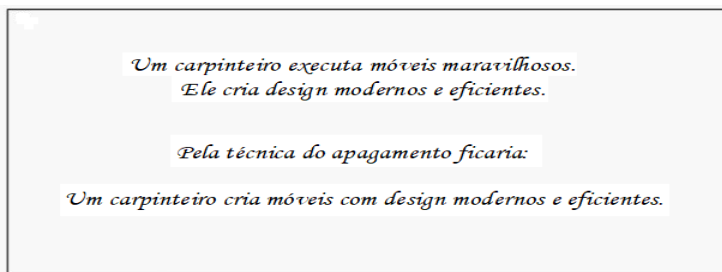 Um carpinteiro executa móveis maravilhosos.
Ele cria design modernos e eficientes.
Pela técnica do apagamento ficaria:
Um carpinteiro cria móveis com design modernos e eficientes.